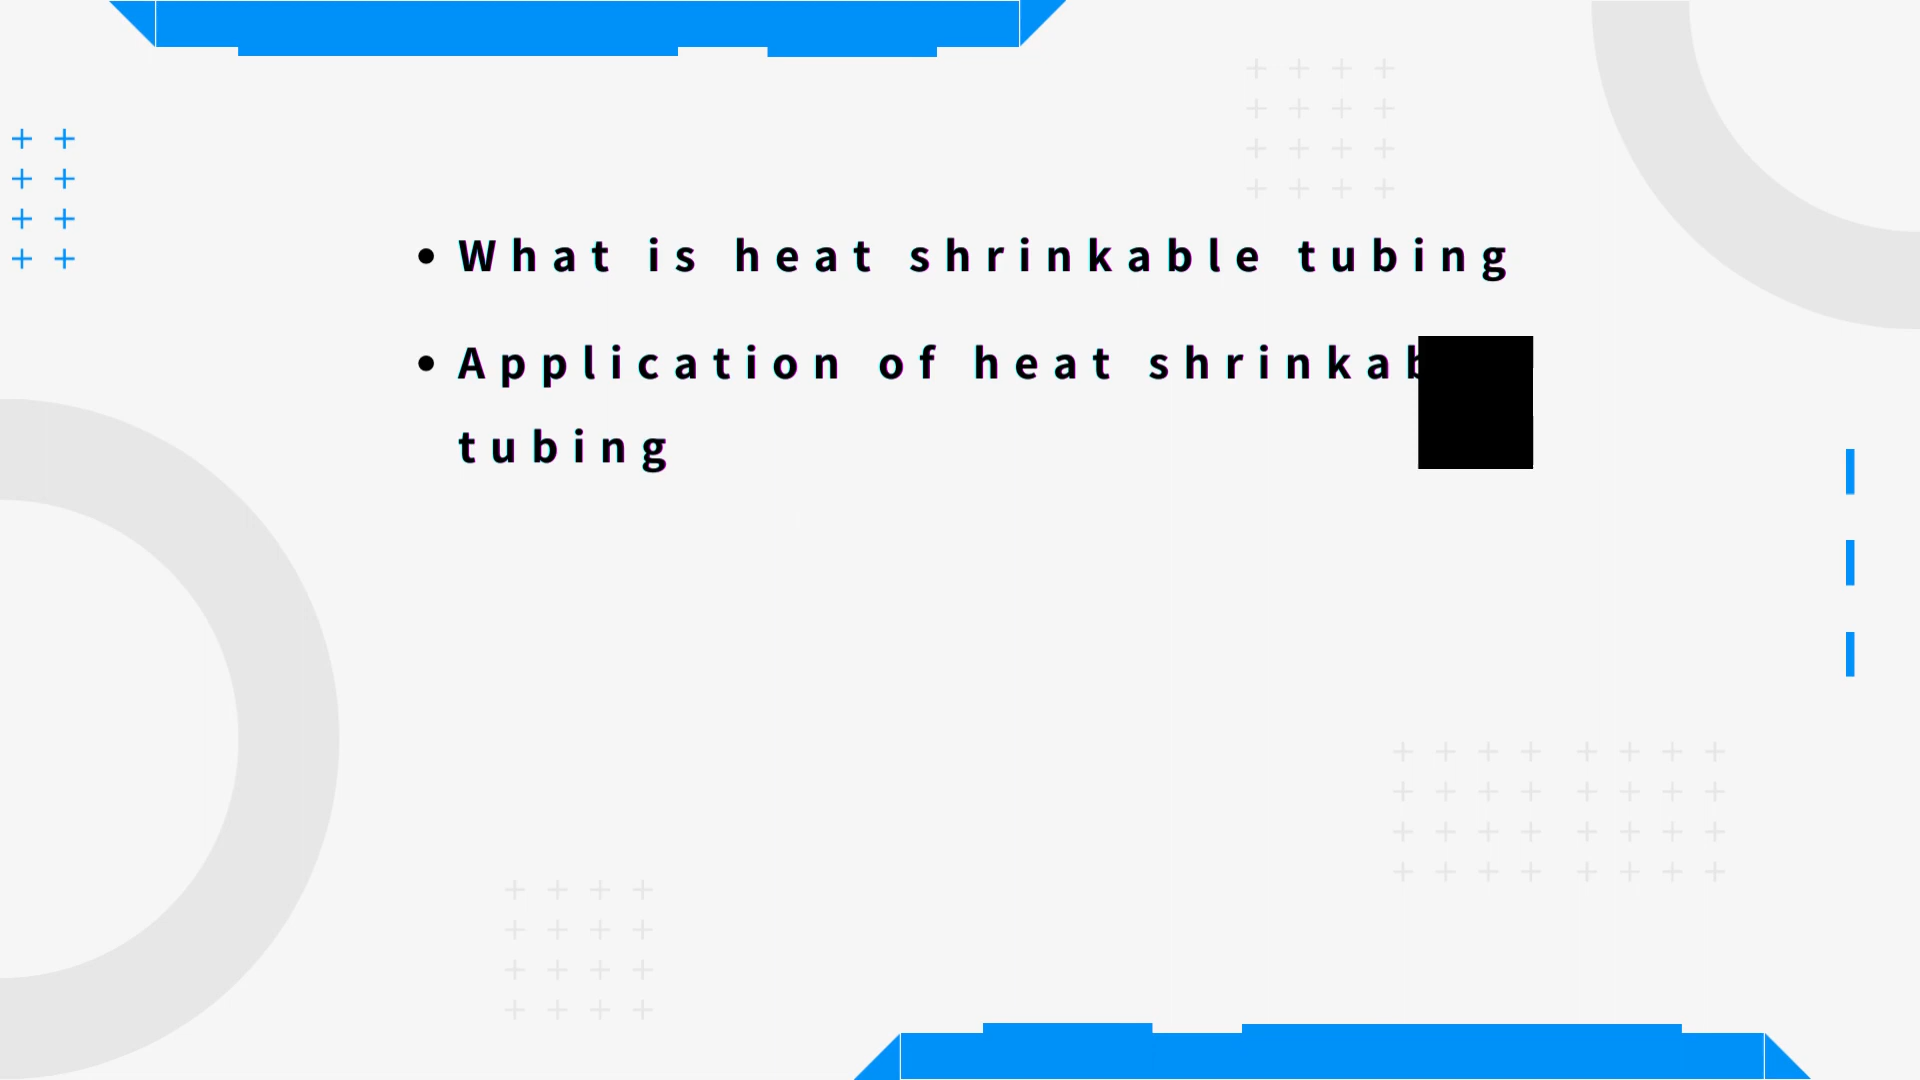 What is heat shrinkable tubing
Application of heat
tubing